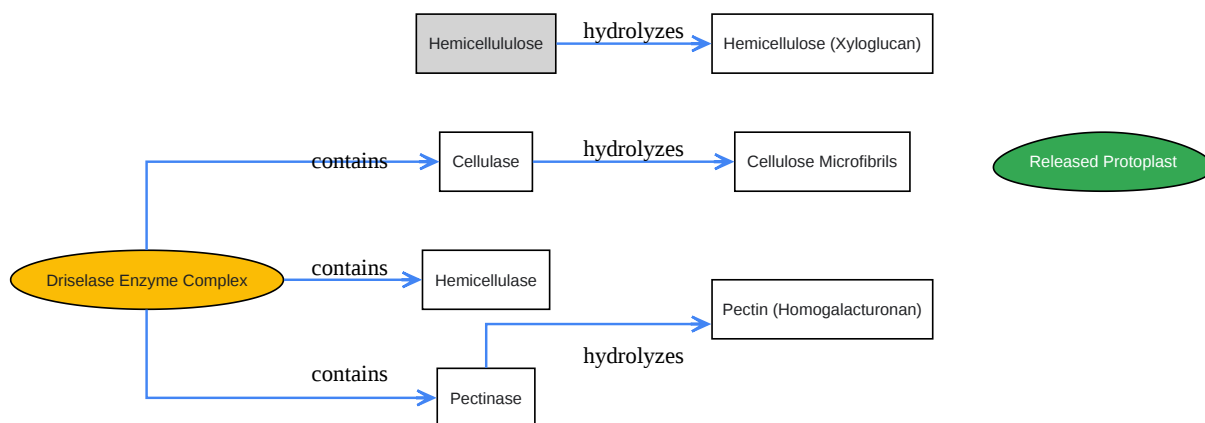 Hemicellululose
hydrolyzes
Hemicellulose (Xyloglucan)
contains
Cellulase
hydrolyzes
Cellulose Microfibrils
Released Protoplast
Driselase Enzyme Complex
contains
Hemicellulase
Pectin (Homogalacturonan)
hydrolyzes
contains
Pectinase